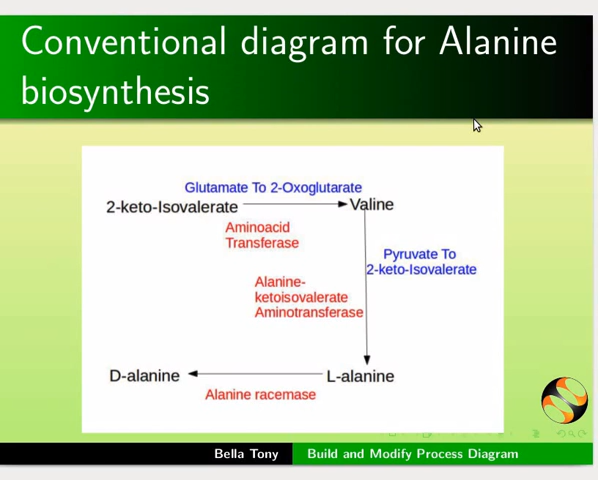 Conventional diagram for Alanine
biosynthesis
Glutamate To 2-Oxoglutarate
2-keto-Isovalerate
Valine
Aminoacid
Transferase
Pyruvate To
2-keto-Isovalerate
Alanine-
ketoisovalerate
Aminotransferase
D-alanine
L-alanine
Alanine racemase
Bella Tony
Build and Modify Process Diagram